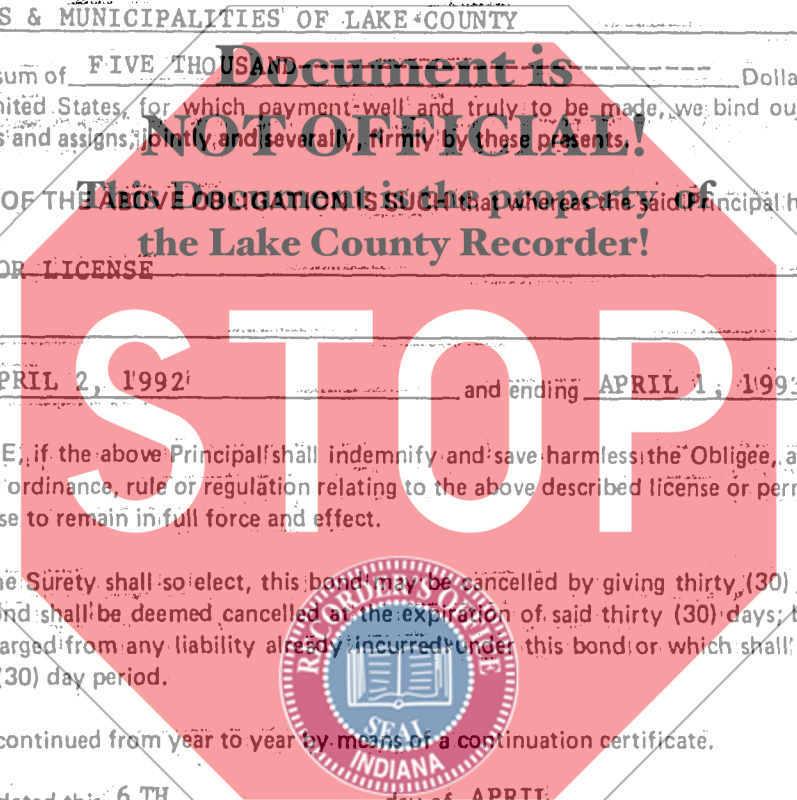 S & MUNICIPALITIES OF LAKE COUNTY
sum of FIVE THOUSAND Dolla
Document is
nited States, for which payment well and truly to be made, we bind ou
s and assigns, jointly and severally, firmly by these presents.
NOT OFFICIAL!
OF THE ABOVE OBLIGATION IS SUCH that whereas the said Principal h
This Document is the property of
the Lake County Recorder!
OR LICENSE
STOP
PRIL 2, 1992 and ending APRIL 1, 1993
E, if the above Principal shall indemnify and save harmless the Obligee, a
ordinance, rule or regulation relating to the above described license or perm
se to remain in full force and effect.
he Surety shall so elect, this bond may be cancelled by giving thirty (30)
ond shall be deemed cancelled at the expiration of said thirty (30) days; b
arged from any liability already incurred under this bond or which shall
(30) day period.
RECORDER'S OFFICE
SEAL
INDIANA
continued from year to year by means of a continuation certificate.
dated this 6 TH day of APRIL